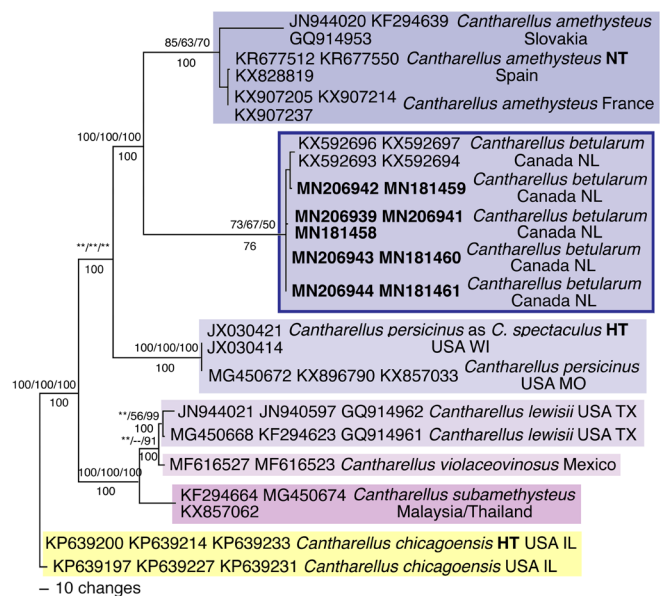 JN944020 KF294639 Cantharellus amethysteus
85/63/70
GQ914953 Slovakia
100
KR677512 KR677550 Cantharellus amethysteus NT
KX828819 Spain
KX907205 KX907214 Cantharellus amethysteus France
KX907237
100/100/100
100
KX592696 KX592697 Cantharellus betularum
KX592693 KX592694 Canada NL
MN206942 MN181459 Cantharellus betularum
Canada NL
73/67/50
76
MN206939 MN206941 Cantharellus betularum
MN181458 Canada NL
MN206943 MN181460 Cantharellus betularum
Canada NL
MN206944 MN181461 Cantharellus betularum
Canada NL
**/**/**
100
JX030421 Cantharellus persicinus as C. spectaculus HT
JX030414 USA WI
100/100/100
100
MG450672 KX896790 KX857033 Cantharellus persicinus
USA MO
100/100/100
100
**/56/99
100
JN944021 JN940597 GQ914962 Cantharellus lewisii USA TX
MG450668 KF294623 GQ914961 Cantharellus lewisii USA TX
**/--/91
100
MF616527 MF616523 Cantharellus violaceovinosus Mexico
100/100/100
100
KF294664 MG450674 Cantharellus subamethysteus
KX857062 Malaysia/Thailand
KP639200 KP639214 KP639233 Cantharellus chicagoensis HT USA IL
KP639197 KP639227 KP639231 Cantharellus chicagoensis USA IL
– 10 changes